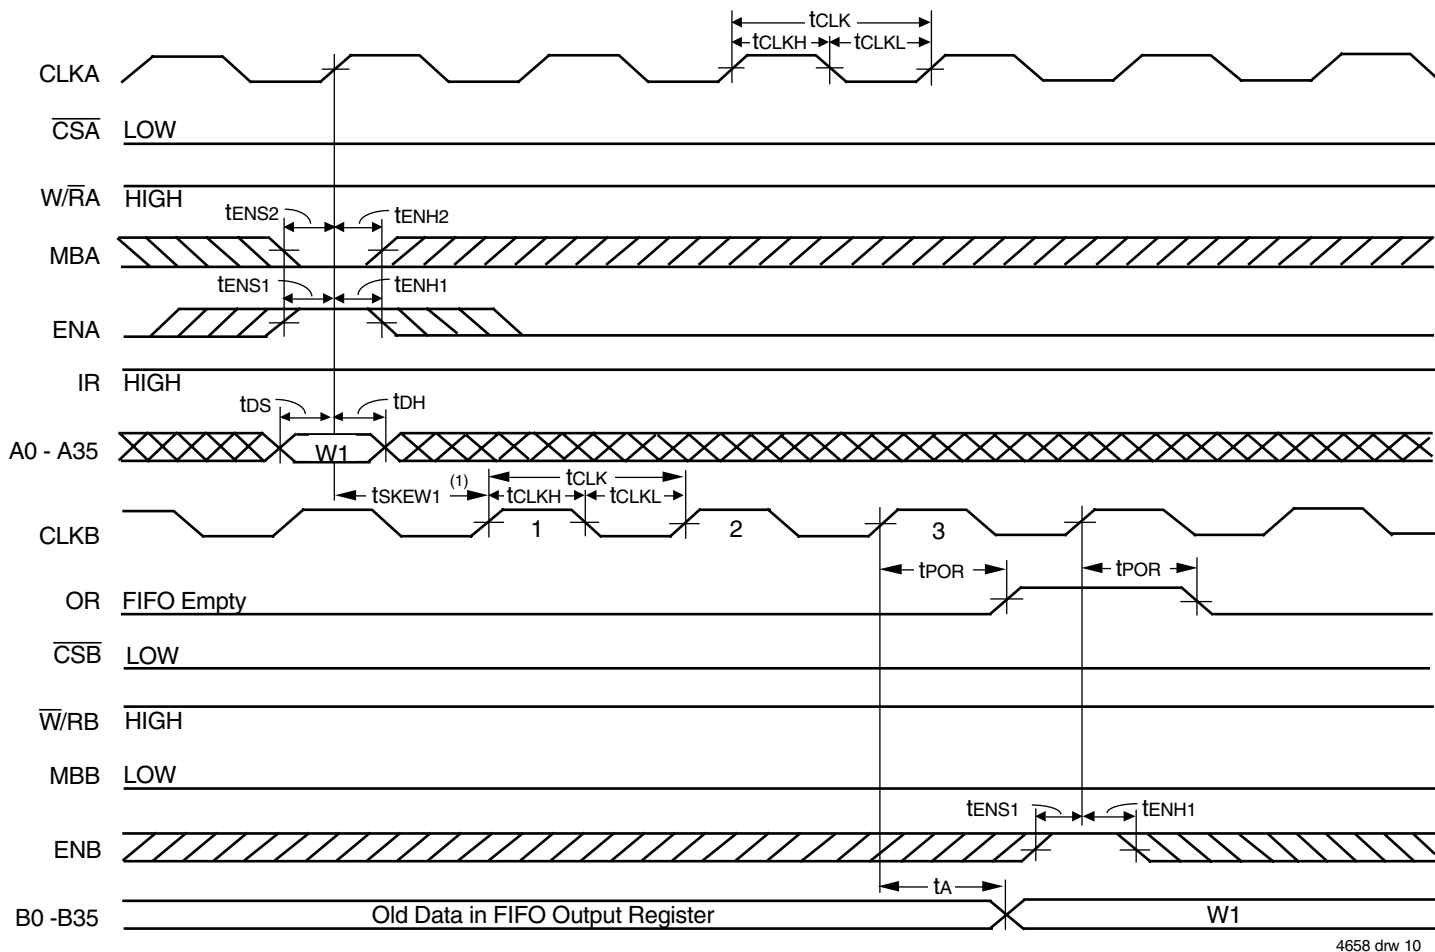 tCLK
tCLKH tCLKL
CLKA
CSA LOW
W/RA HIGH
tENS2 tENH2
MBA
tENS1 tENH1
ENA
IR HIGH
tDS tDH
A0 - A35 W1
tSKEW1 (1) tCLK
tCLKH tCLKL
CLKB 1 2 3
tPOR tPOR
OR FIFO Empty
CSB LOW
W/RB HIGH
MBB LOW
tENS1 tENH1
ENB
tA
B0 -B35 Old Data in FIFO Output Register W1
4658 drw 10